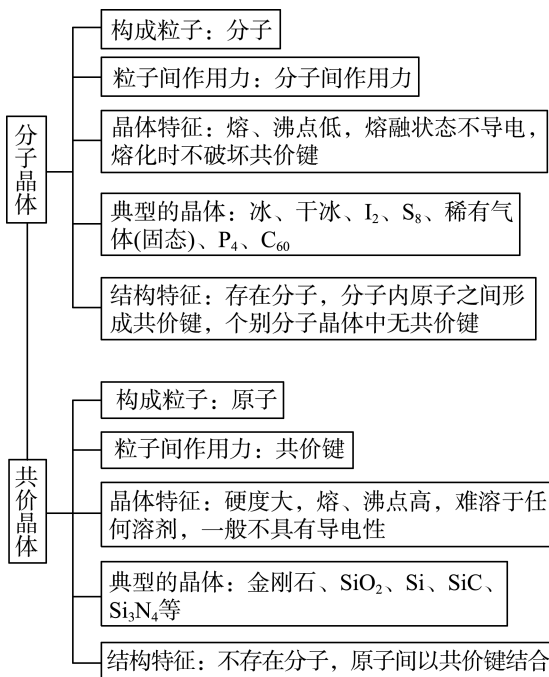 分子晶体
构成粒子：分子
粒子间作用力：分子间作用力
晶体特征：熔、沸点低，熔融状态不导电，
熔化时不破坏共价键
典型的晶体：冰、干冰、I₂、S₈、稀有气
体(固态)、P₄、C₆₀
结构特征：存在分子，分子内原子之间形
成共价键，个别分子晶体中无共价键
共价晶体
构成粒子：原子
粒子间作用力：共价键
晶体特征：硬度大，熔、沸点高，难溶于任
何溶剂，一般不具有导电性
典型的晶体：金刚石、SiO₂、Si、SiC、
Si₃N₄等
结构特征：不存在分子，原子间以共价键结合